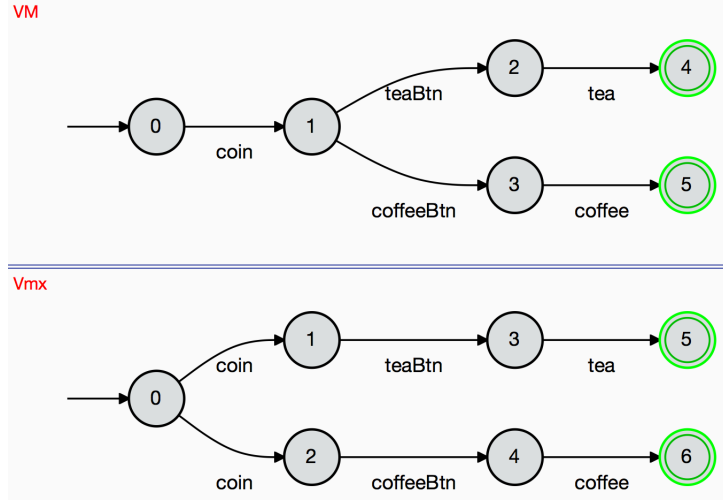 VM
2
4
teaBtn
tea
0
1
coin
3
5
coffeeBtn
coffee
Vmx
1
3
5
coin
teaBtn
tea
0
2
4
6
coin
coffeeBtn
coffee